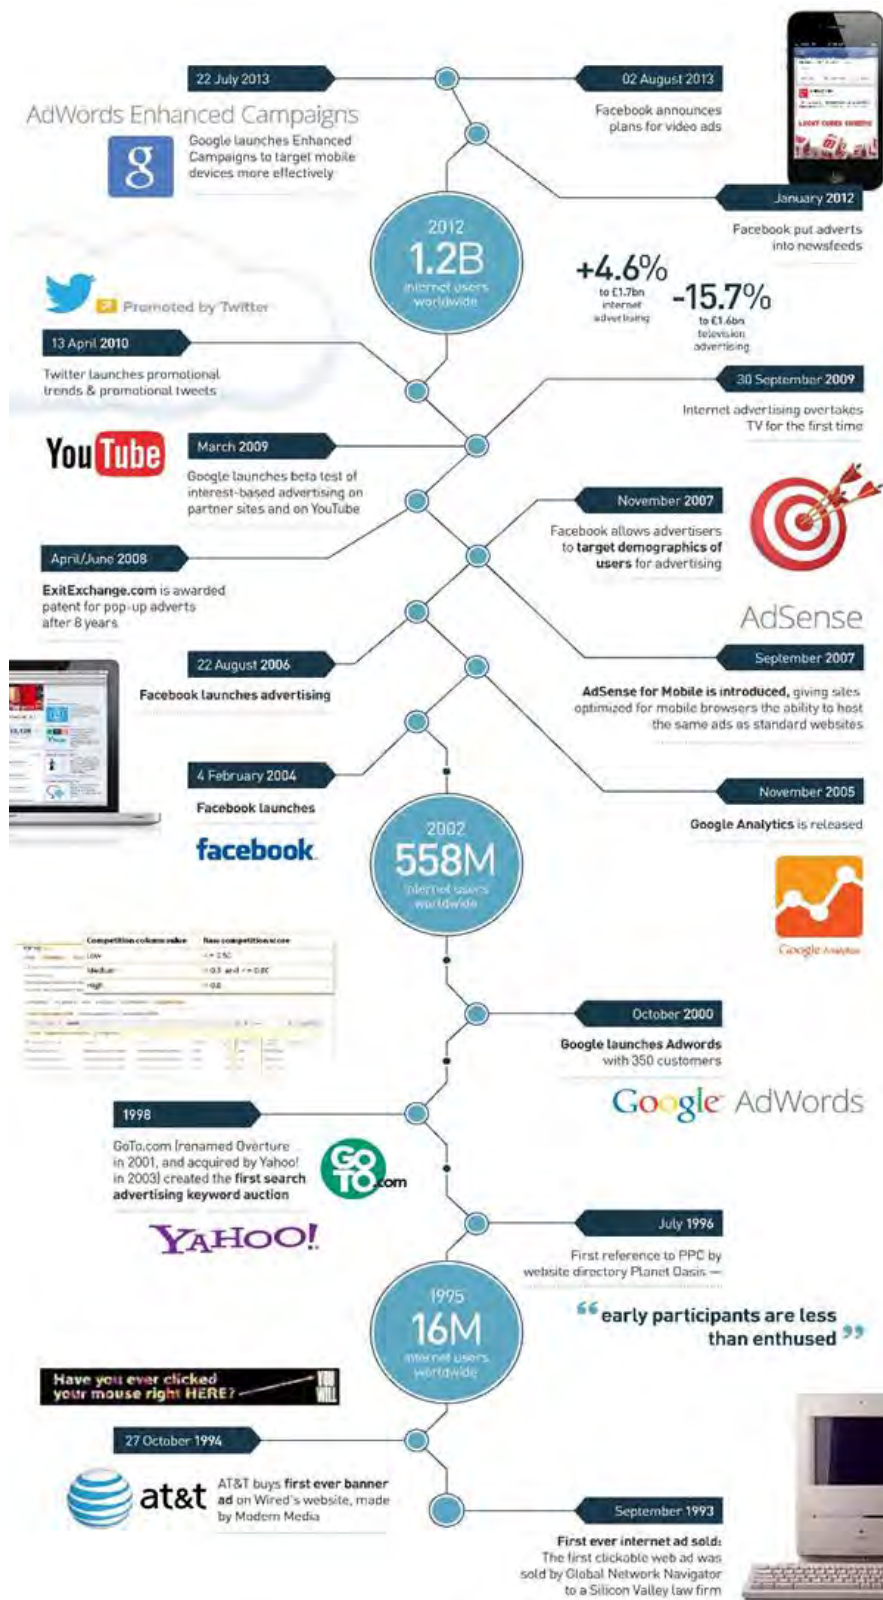 22 July 2013
02 August 2013
AdWords Enhanced Campaigns
Google launches Enhanced
Campaigns to target mobile
devices more effectively
g
Facebook announces
plans for video ads
January 2012
Facebook put adverts
into newsfeeds
2012
1.2B
internet users
worldwide
+4.6%
to £1.7bn
internet
advertising
-15.7%
to £1.6bn
television
advertising
Promoted by Twitter
13 April 2010
Twitter launches promotional
trends & promotional tweets
30 September 2009
Internet advertising overtakes
TV for the first time
YouTube
March 2009
Google launches beta test of
interest-based advertising on
partner sites and on YouTube
November 2007
Facebook allows advertisers
to target demographics of
users for advertising
April/June 2008
ExitExchange.com is awarded
patent for pop-up adverts
after 8 years
AdSense
September 2007
AdSense for Mobile is introduced, giving sites
optimized for mobile browsers the ability to host
the same ads as standard websites
22 August 2006
Facebook launches advertising
4 February 2004
Facebook launches
facebook
November 2005
Google Analytics is released
Google Analytics
2002
558M
internet users
worldwide
Competition column value
Raw competition score
Low
Medium
High
October 2000
Google launches Adwords
with 350 customers
Google AdWords
1998
GoTo.com (renamed Overture
in 2001, and acquired by Yahoo!
in 2003) created the first search
advertising keyword auction
GO
TO.com
YAHOO!
July 1996
First reference to PPC by
website directory Planet Oasis —
“ early participants are less
than enthused ”
1995
16M
internet users
worldwide
Have you ever clicked
your mouse right HERE?
YOU
WILL
27 October 1994
at&t
AT&T buys first ever banner
ad on Wired's website, made
by Modem Media
September 1993
First ever internet ad sold:
The first clickable web ad was
sold by Global Network Navigator
to a Silicon Valley law firm